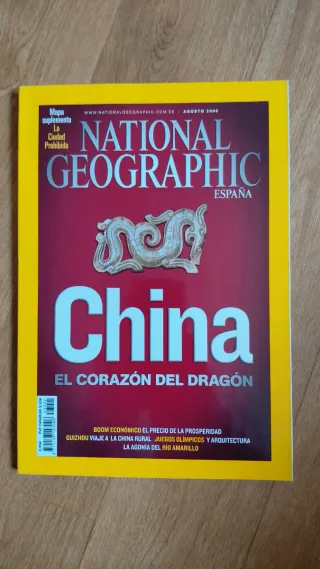 Mapa
suplemento
La
Ciudad
Prohibida
WWW.NATIONALGEOGRAPHIC.COM.ES | AGOSTO 2008
NATIONAL
GEOGRAPHIC
ESPAÑA
China
EL CORAZÓN DEL DRAGÓN
BOOM ECONÓMICO EL PRECIO DE LA PROSPERIDAD
GUIZHOU VIAJE A LA CHINA RURAL JUEGOS OLÍMPICOS Y ARQUITECTURA
LA AGONÍA DEL RÍO AMARILLO